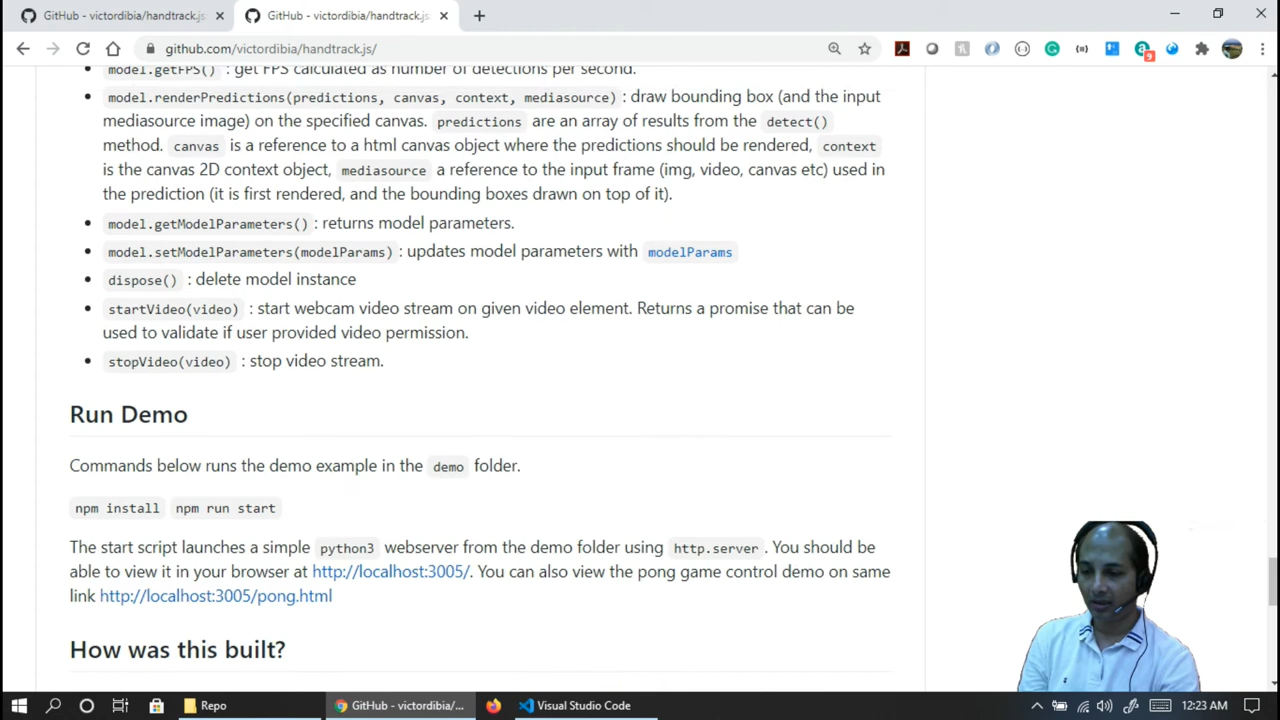 GitHub - victordibia/handtrack.js
GitHub - victordibia/handtrack.js/
github.com/victordibia/handtrack.js/
9
model.getFPS() : get FPS calculated as number of detections per second.
model.renderPredictions(predictions, canvas, context, mediasource) : draw bounding box (and the input
mediasource image) on the specified canvas. predictions are an array of results from the detect()
method. canvas is a reference to a html canvas object where the predictions should be rendered, context
is the canvas 2D context object, mediasource a reference to the input frame (img, video, canvas etc) used in
the prediction (it is first rendered, and the bounding boxes drawn on top of it).
model.getModelParameters() : returns model parameters.
model.setModelParameters(modelParams) : updates model parameters with modelParams
dispose() : delete model instance
startVideo(video) : start webcam video stream on given video element. Returns a promise that can be
used to validate if user provided video permission.
stopVideo(video) : stop video stream.
Run Demo
Commands below runs the demo example in the demo folder.
npm install npm run start
The start script launches a simple python3 webserver from the demo folder using http.server . You should be
able to view it in your browser at http://localhost:3005/. You can also view the pong game control demo on same
link http://localhost:3005/pong.html
How was this built?
Repo
GitHub - victordibia/...
Visual Studio Code
12:23 AM